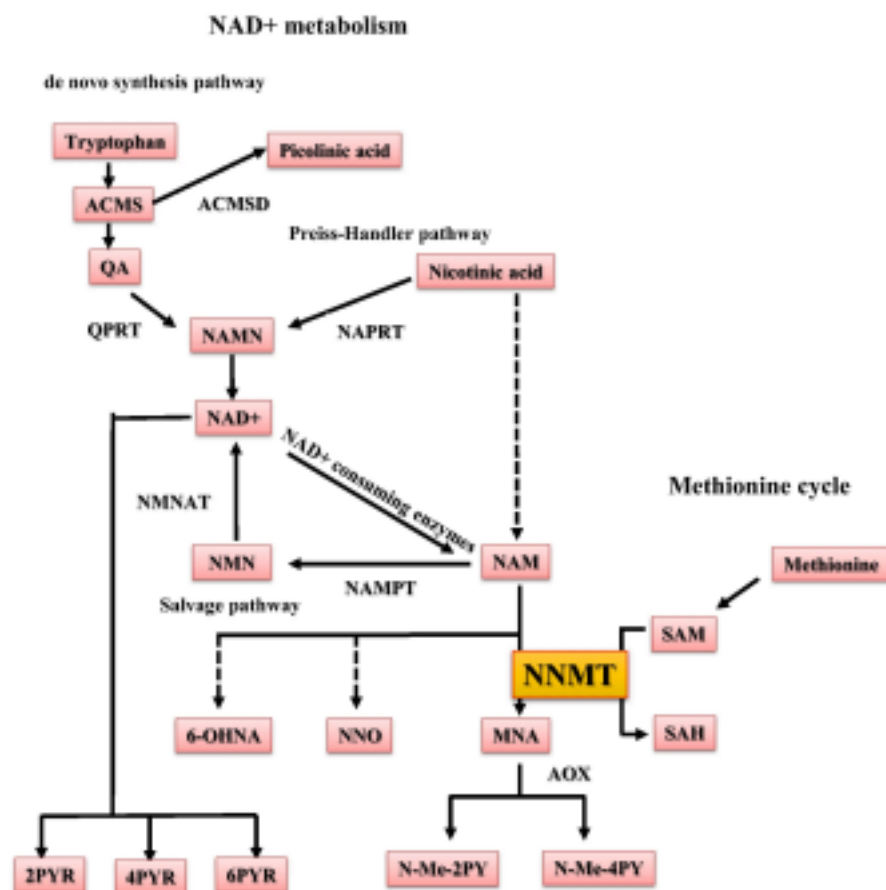 NAD+ metabolism
de novo synthesis pathway
Tryptophan
Picolinic acid
ACMS
ACMSD
Preiss-Handler pathway
QA
Nicotinic acid
QPRT
NAMN
NAPRT
NAD+
NAD+ consuming enzymes
Methionine cycle
NMNAT
NMN
NAM
Methionine
NAMPT
Salvage pathway
SAM
NNMT
6-OHNA
NNO
MNA
SAH
AOX
2PYR
4PYR
6PYR
N-Me-2PY
N-Me-4PY